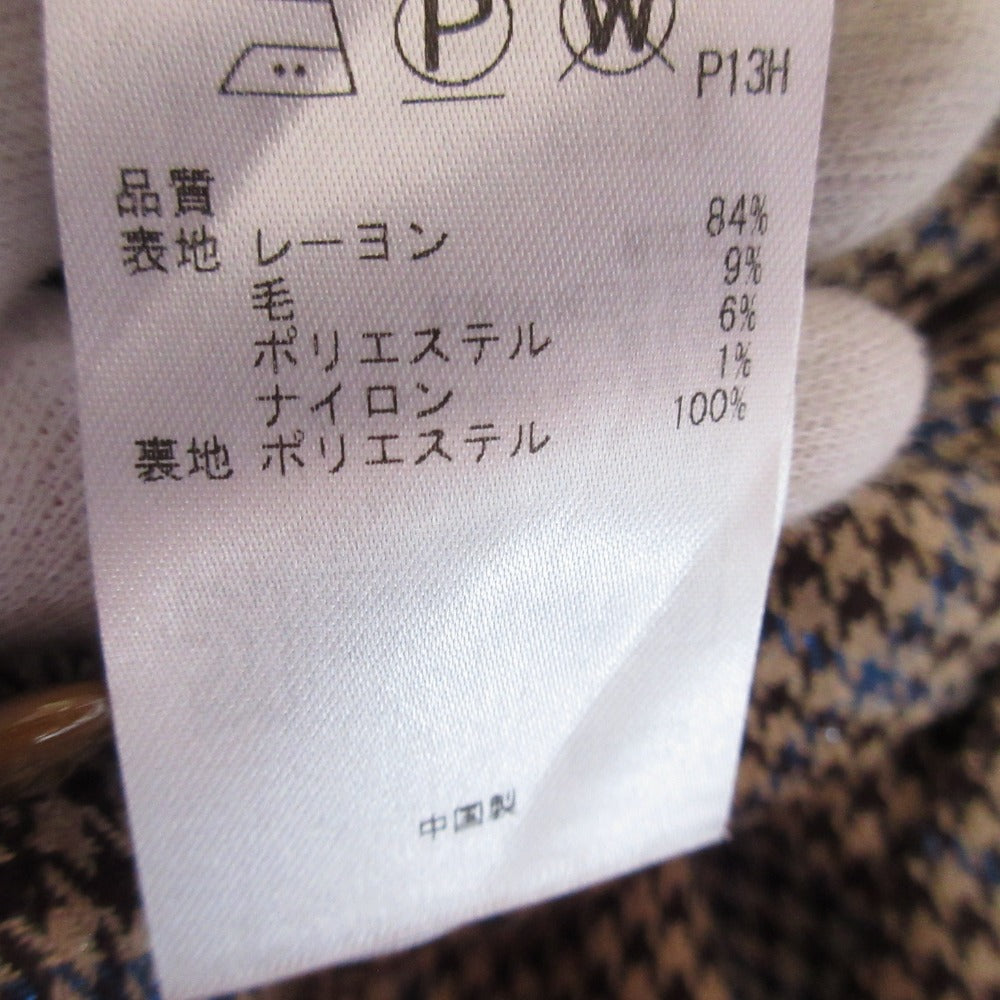 P W P13H
品質
表地 レーヨン 84%
毛 9%
ポリエステル 6%
ナイロン 1%
裏地 ポリエステル 100%
中国製